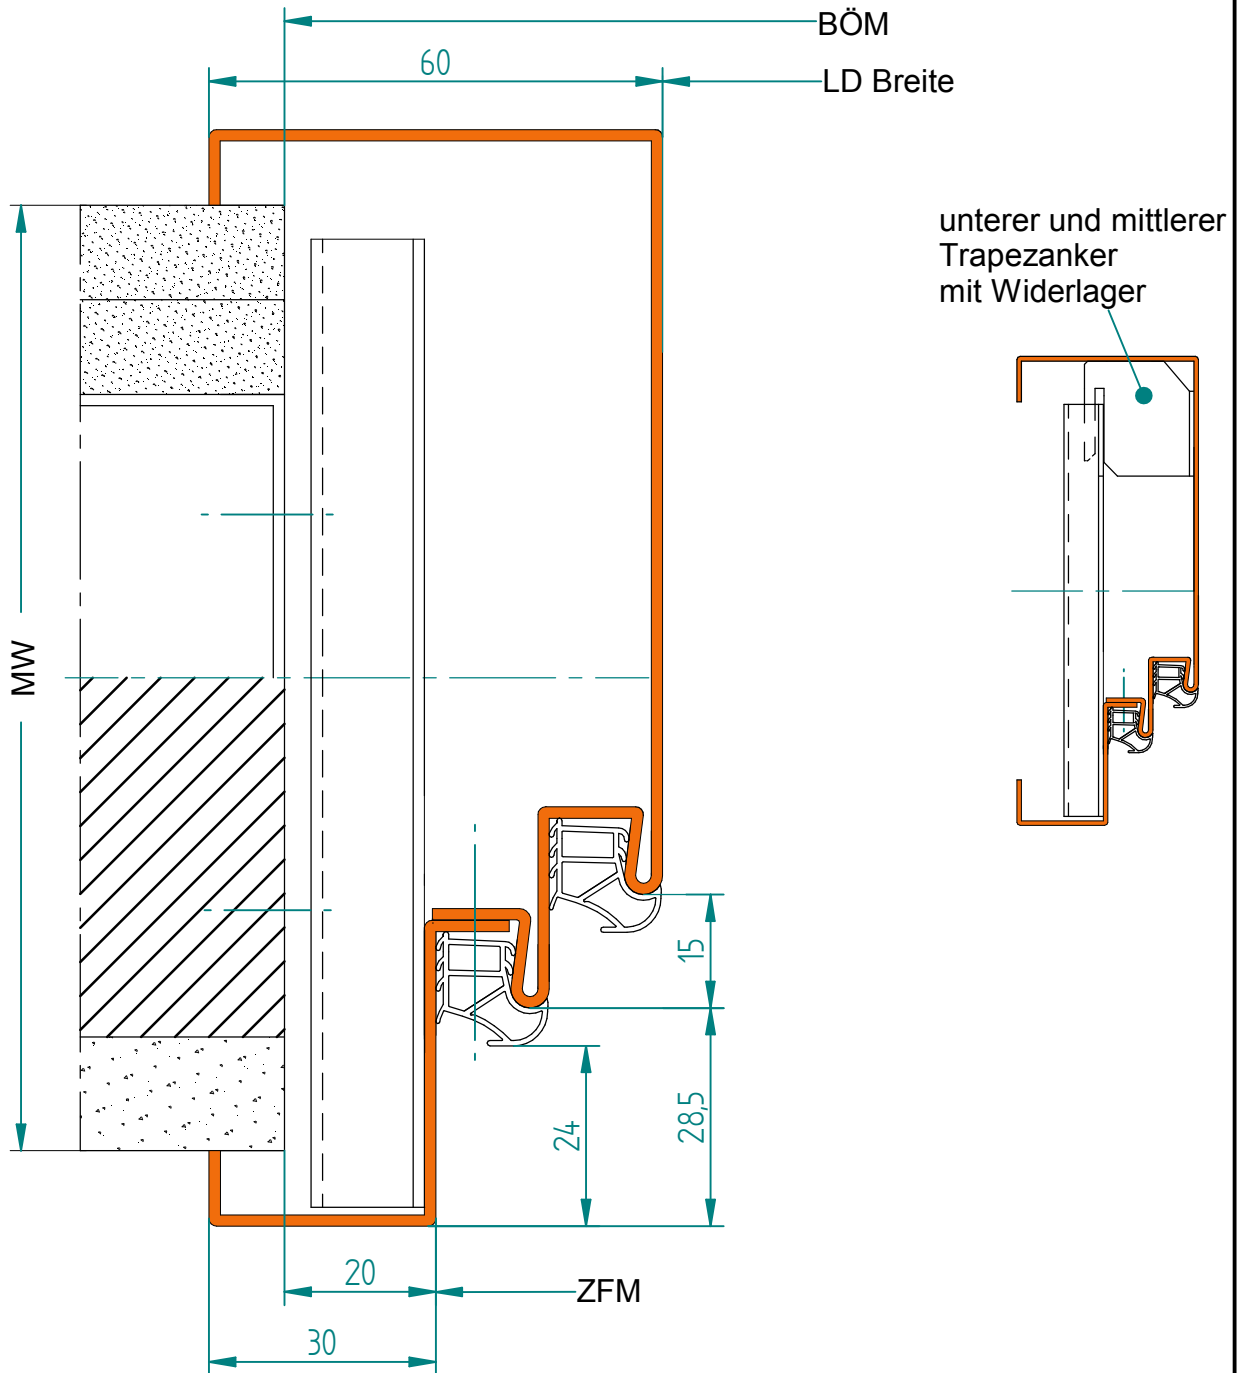 BÖM
60
LD Breite
unterer und mittlerer
Trapezanker
mit Widerlager
MW
15
28,5
24
20
ZFM
30